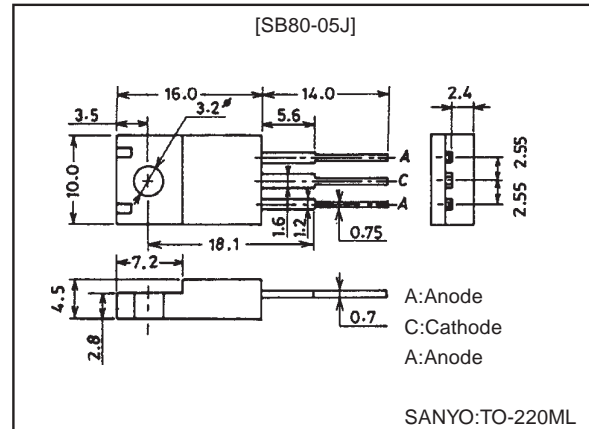 [SB80-05J]
16.0
14.0
2.4
3.5
3.2ø
5.6
10.0
A
C
A
2.55
2.55
1.6
1.2
0.75
18.1
7.2
4.5
2.8
0.7
A:Anode
C:Cathode
A:Anode
SANYO:TO-220ML